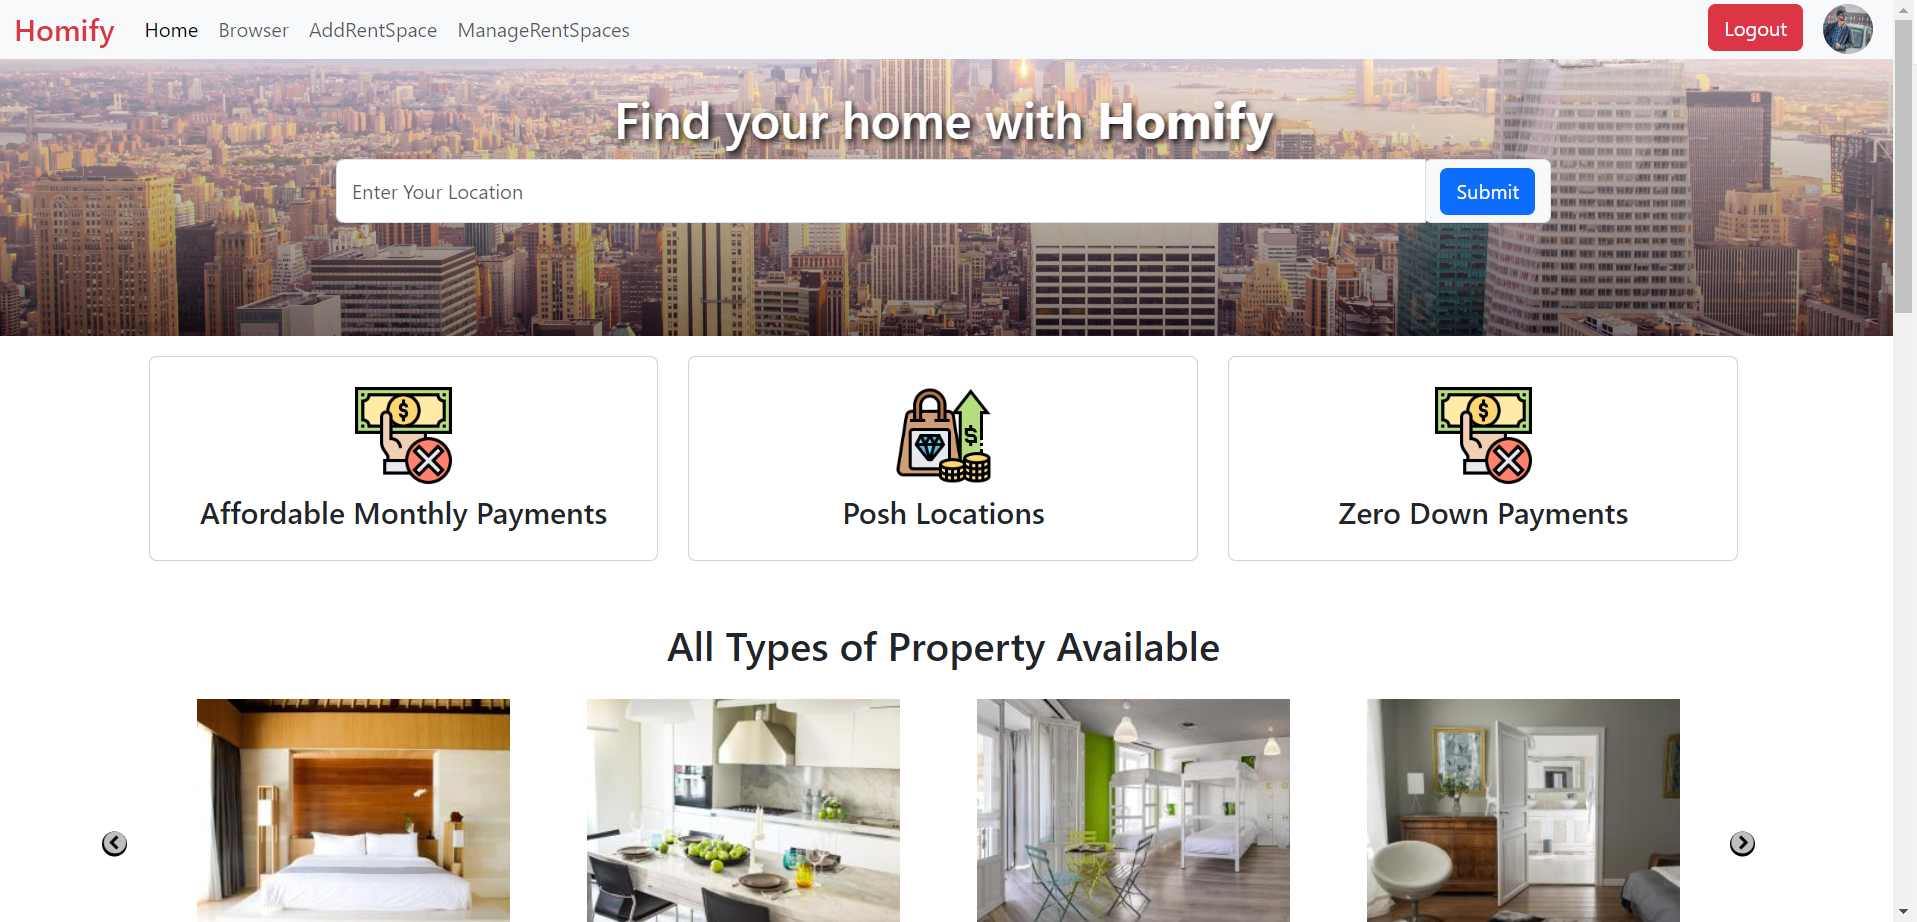 Homify Home Browser AddRentSpace ManageRentSpaces Logout
Find your home with Homify
Enter Your Location Submit
Affordable Monthly Payments
Posh Locations
Zero Down Payments
All Types of Property Available